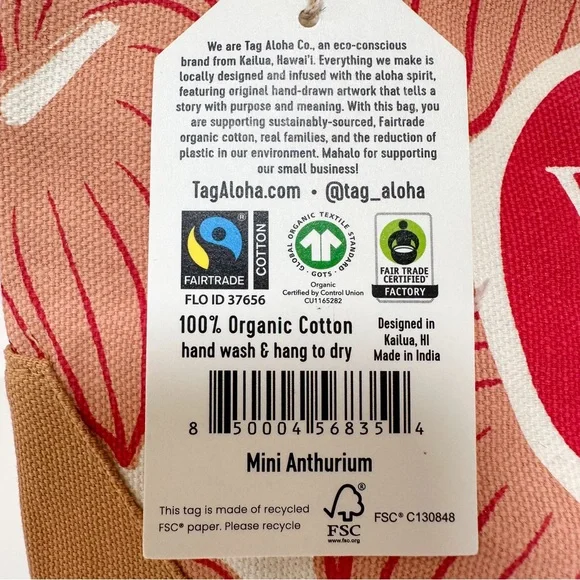 We are Tag Aloha Co., an eco-conscious
brand from Kailua, Hawai'i. Everything we make is
locally designed and infused with the aloha spirit,
featuring original hand-drawn artwork that tells a
story with purpose and meaning. With this bag, you
are supporting sustainably-sourced, Fairtrade
organic cotton, real families, and the reduction of
plastic in our environment. Mahalo for supporting
our small business!
TagAloha.com • @tag_aloha
FAIRTRADE
COTTON
®
FLO ID 37656
GLOBAL ORGANIC TEXTILE STANDARD
· GOTS ·
Organic
Certified by Control Union
CU1165282
FAIR TRADE
CERTIFIED™
FACTORY
100% Organic Cotton
hand wash & hang to dry
Designed in
Kailua, HI
Made in India
8 50004 56835 4
Mini Anthurium
This tag is made of recycled
FSC® paper. Please recycle
FSC
www.fsc.org
FSC® C130848